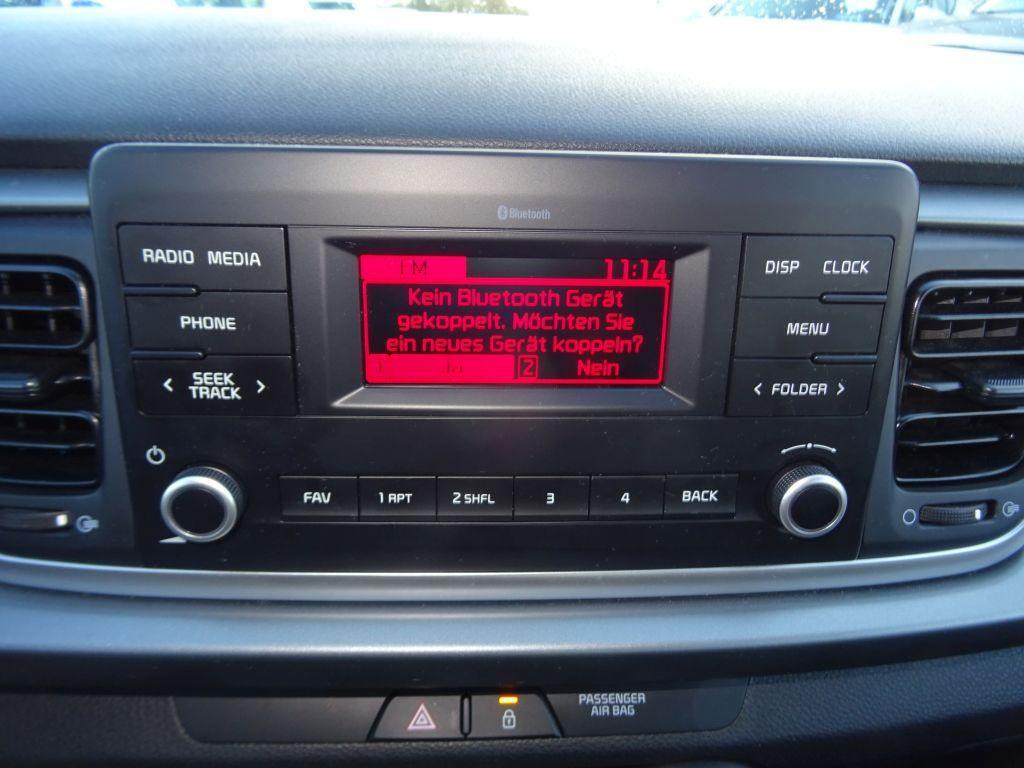 Bluetooth
RADIO MEDIA
FM 11:14
DISP CLOCK
Kein Bluetooth Gerät
gekoppelt. Möchten Sie
ein neues Gerät koppeln?
Ja 2 Nein
PHONE
MENU
< SEEK TRACK >
< FOLDER >
FAV 1 RPT 2 SHFL 3 4 BACK
PASSENGER
AIR BAG